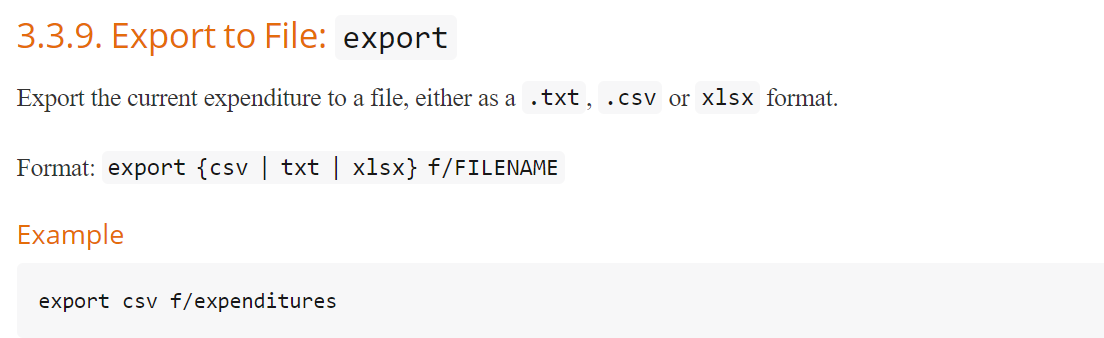 3.3.9. Export to File: export
Export the current expenditure to a file, either as a .txt, .csv or xlsx format.
Format: export {csv | txt | xlsx} f/FILENAME
Example
export csv f/expenditures